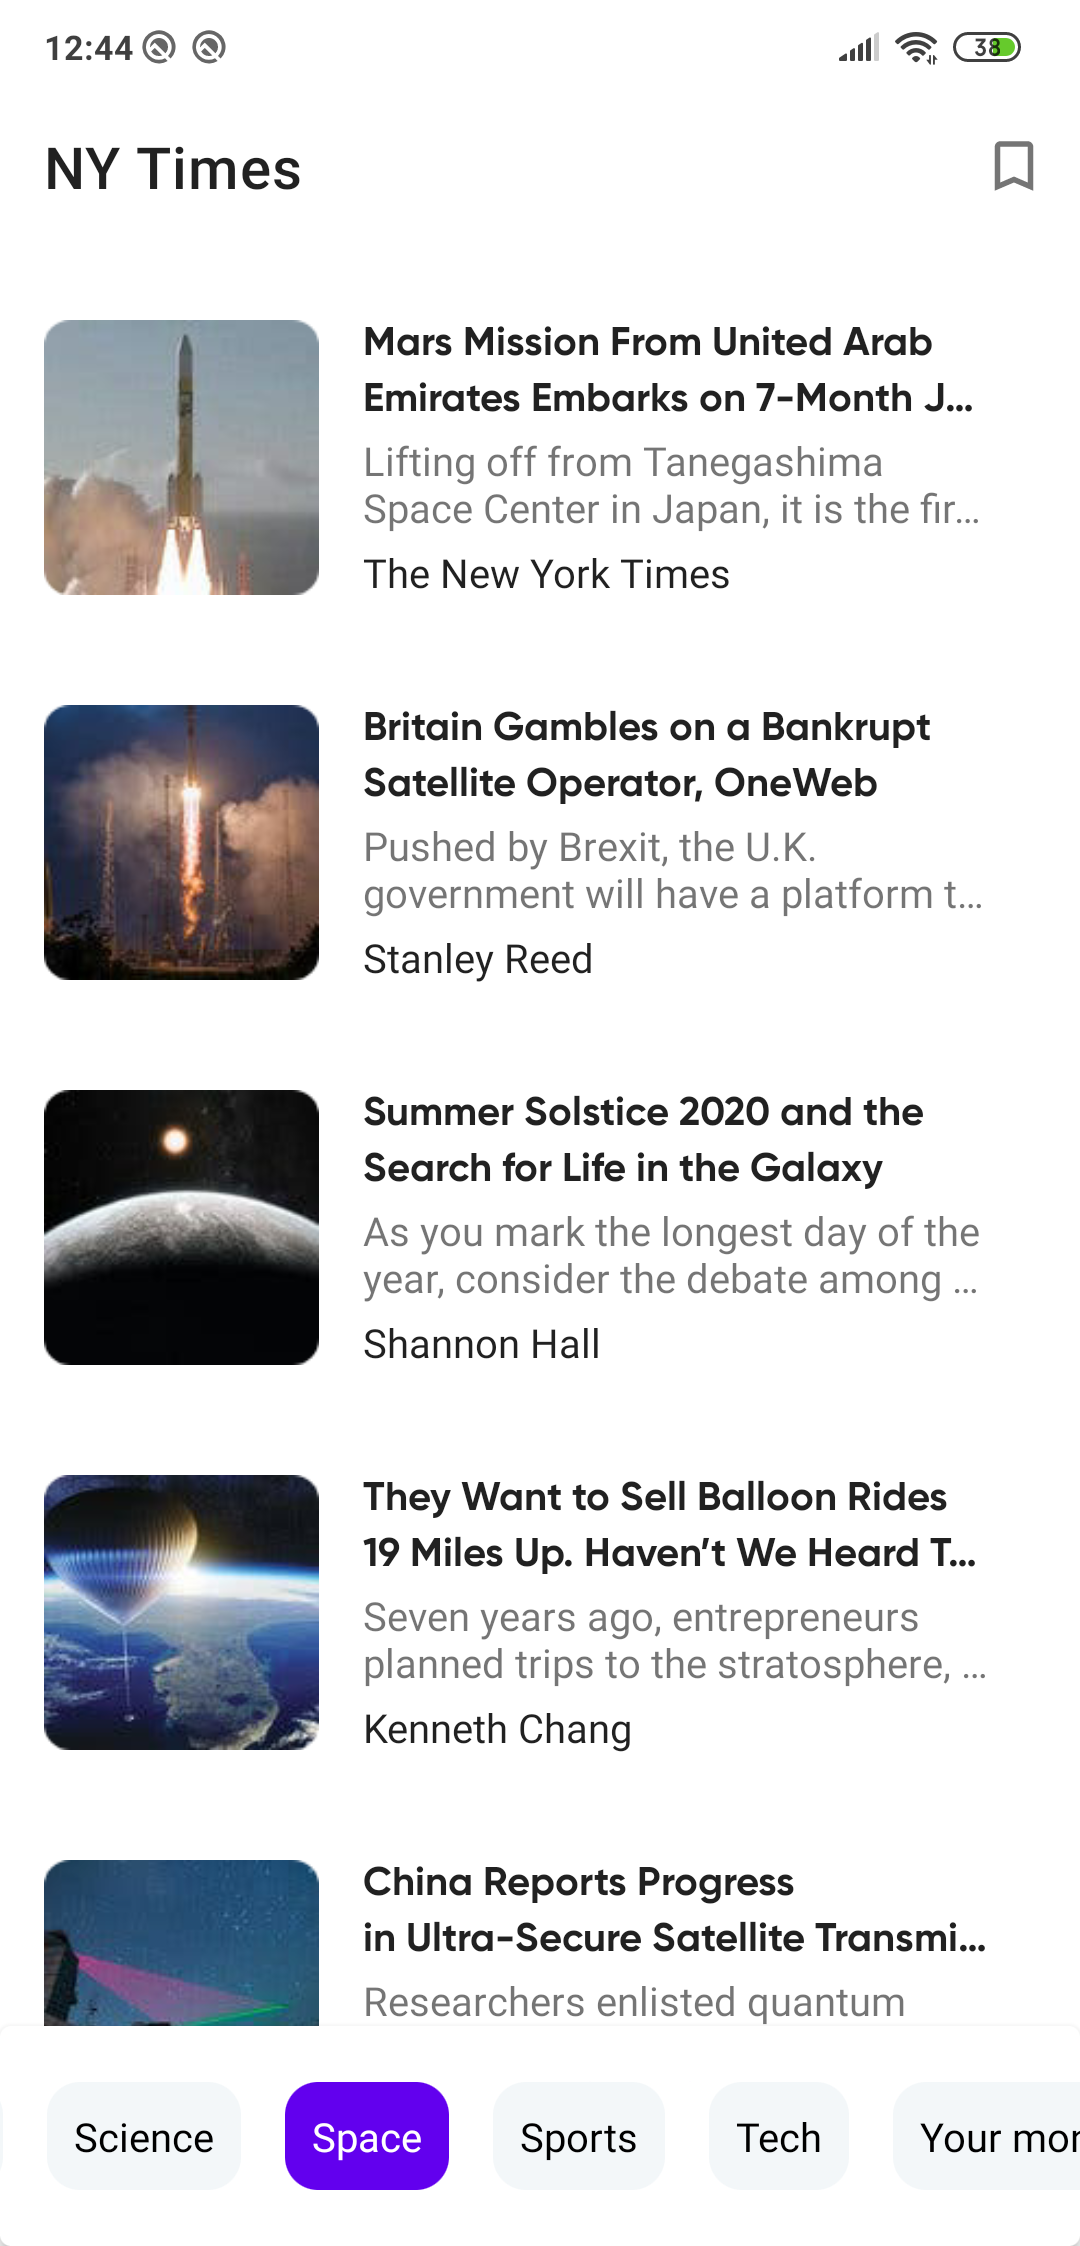 12:44
38
NY Times
Mars Mission From United Arab
Emirates Embarks on 7-Month J...
Lifting off from Tanegashima
Space Center in Japan, it is the fir...
The New York Times
Britain Gambles on a Bankrupt
Satellite Operator, OneWeb
Pushed by Brexit, the U.K.
government will have a platform t...
Stanley Reed
Summer Solstice 2020 and the
Search for Life in the Galaxy
As you mark the longest day of the
year, consider the debate among ...
Shannon Hall
They Want to Sell Balloon Rides
19 Miles Up. Haven’t We Heard T...
Seven years ago, entrepreneurs
planned trips to the stratosphere, ...
Kenneth Chang
China Reports Progress
in Ultra-Secure Satellite Transmi...
Researchers enlisted quantum
Science Space Sports Tech Your mor